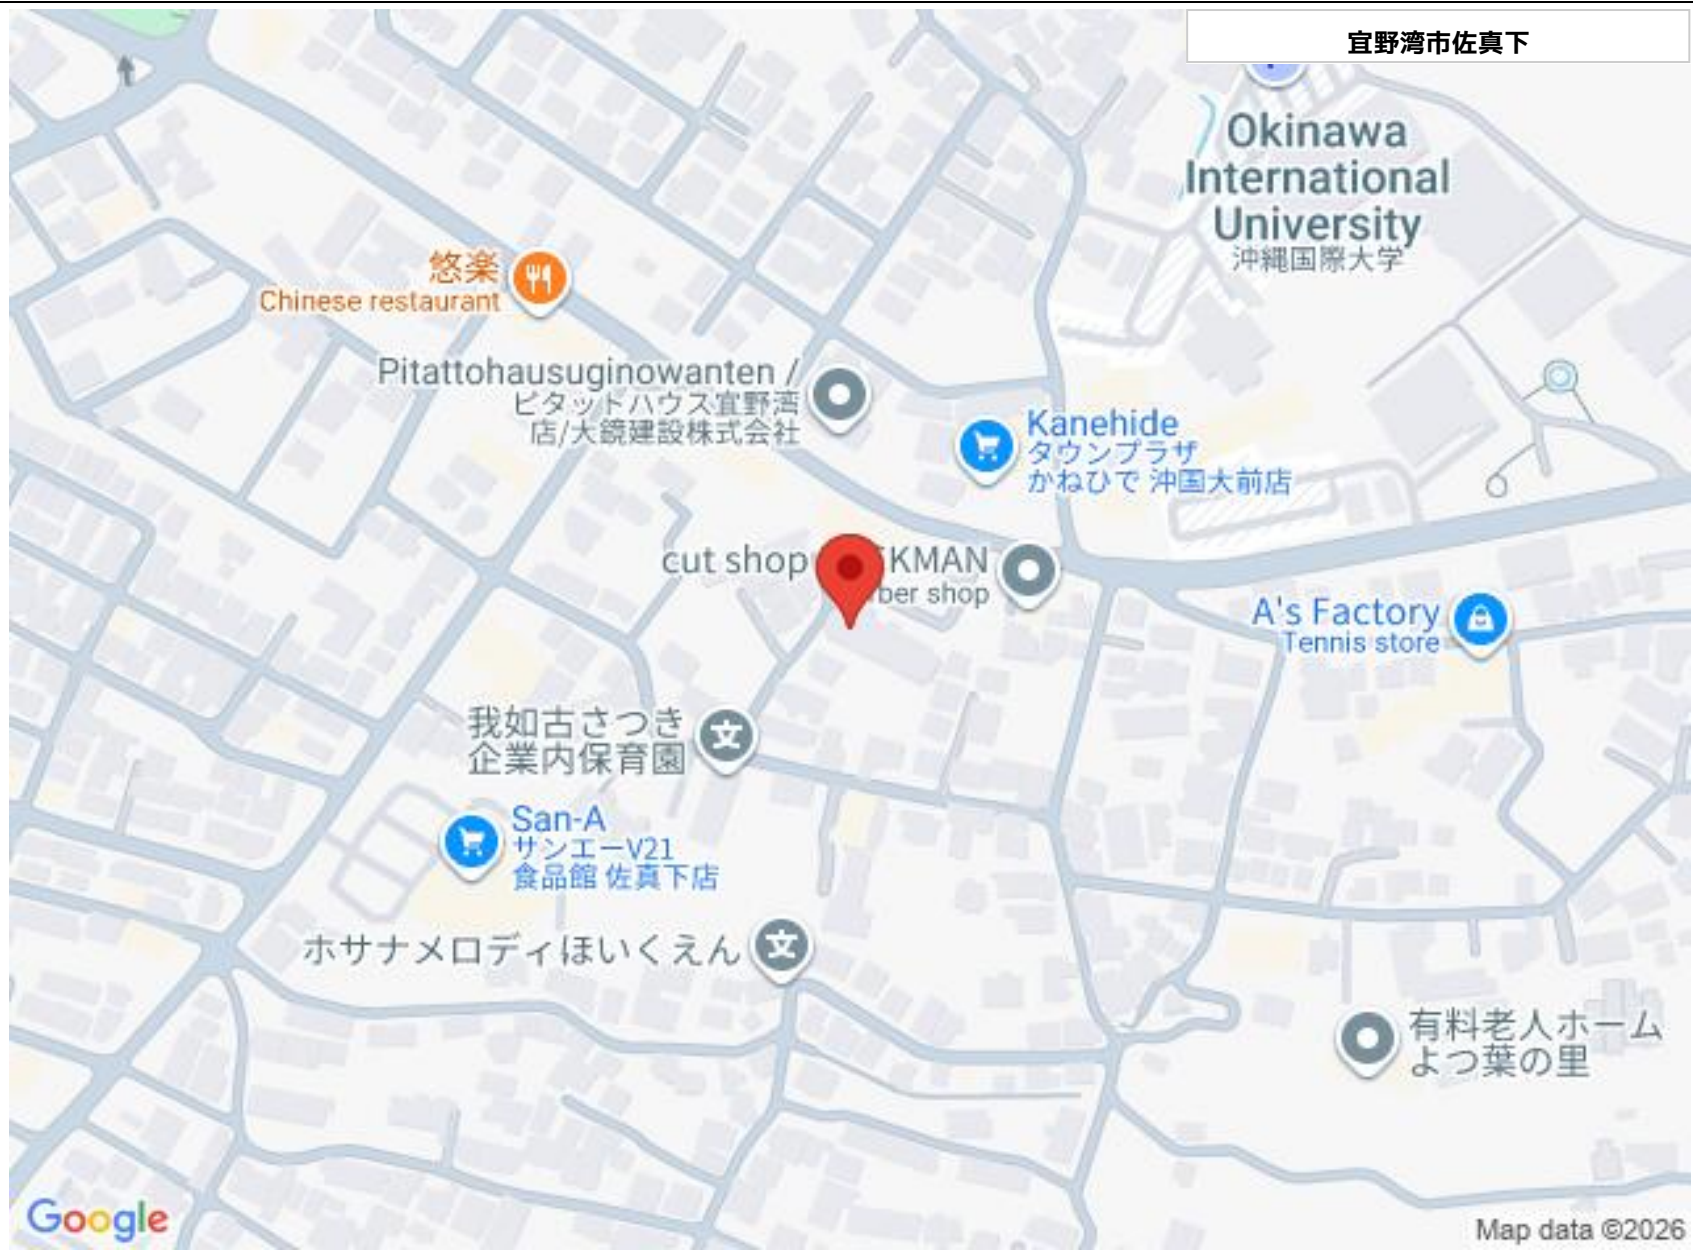 宜野湾市佐真下
Okinawa
International
University
沖縄国際大学
悠楽
Chinese restaurant
Pitattohausuginowanten /
ピタットハウス宜野湾
店/大鏡建設株式会社
Kanehide
タウンプラザ
かねひで 沖国大前店
cut shop
KMAN
ber shop
A's Factory
Tennis store
我如古さつき
企業内保育園
San-A
サンエーV21
食品館 佐真下店
ホサナメロディほいくえん
有料老人ホーム
よつ葉の里
Google
Map data ©2026